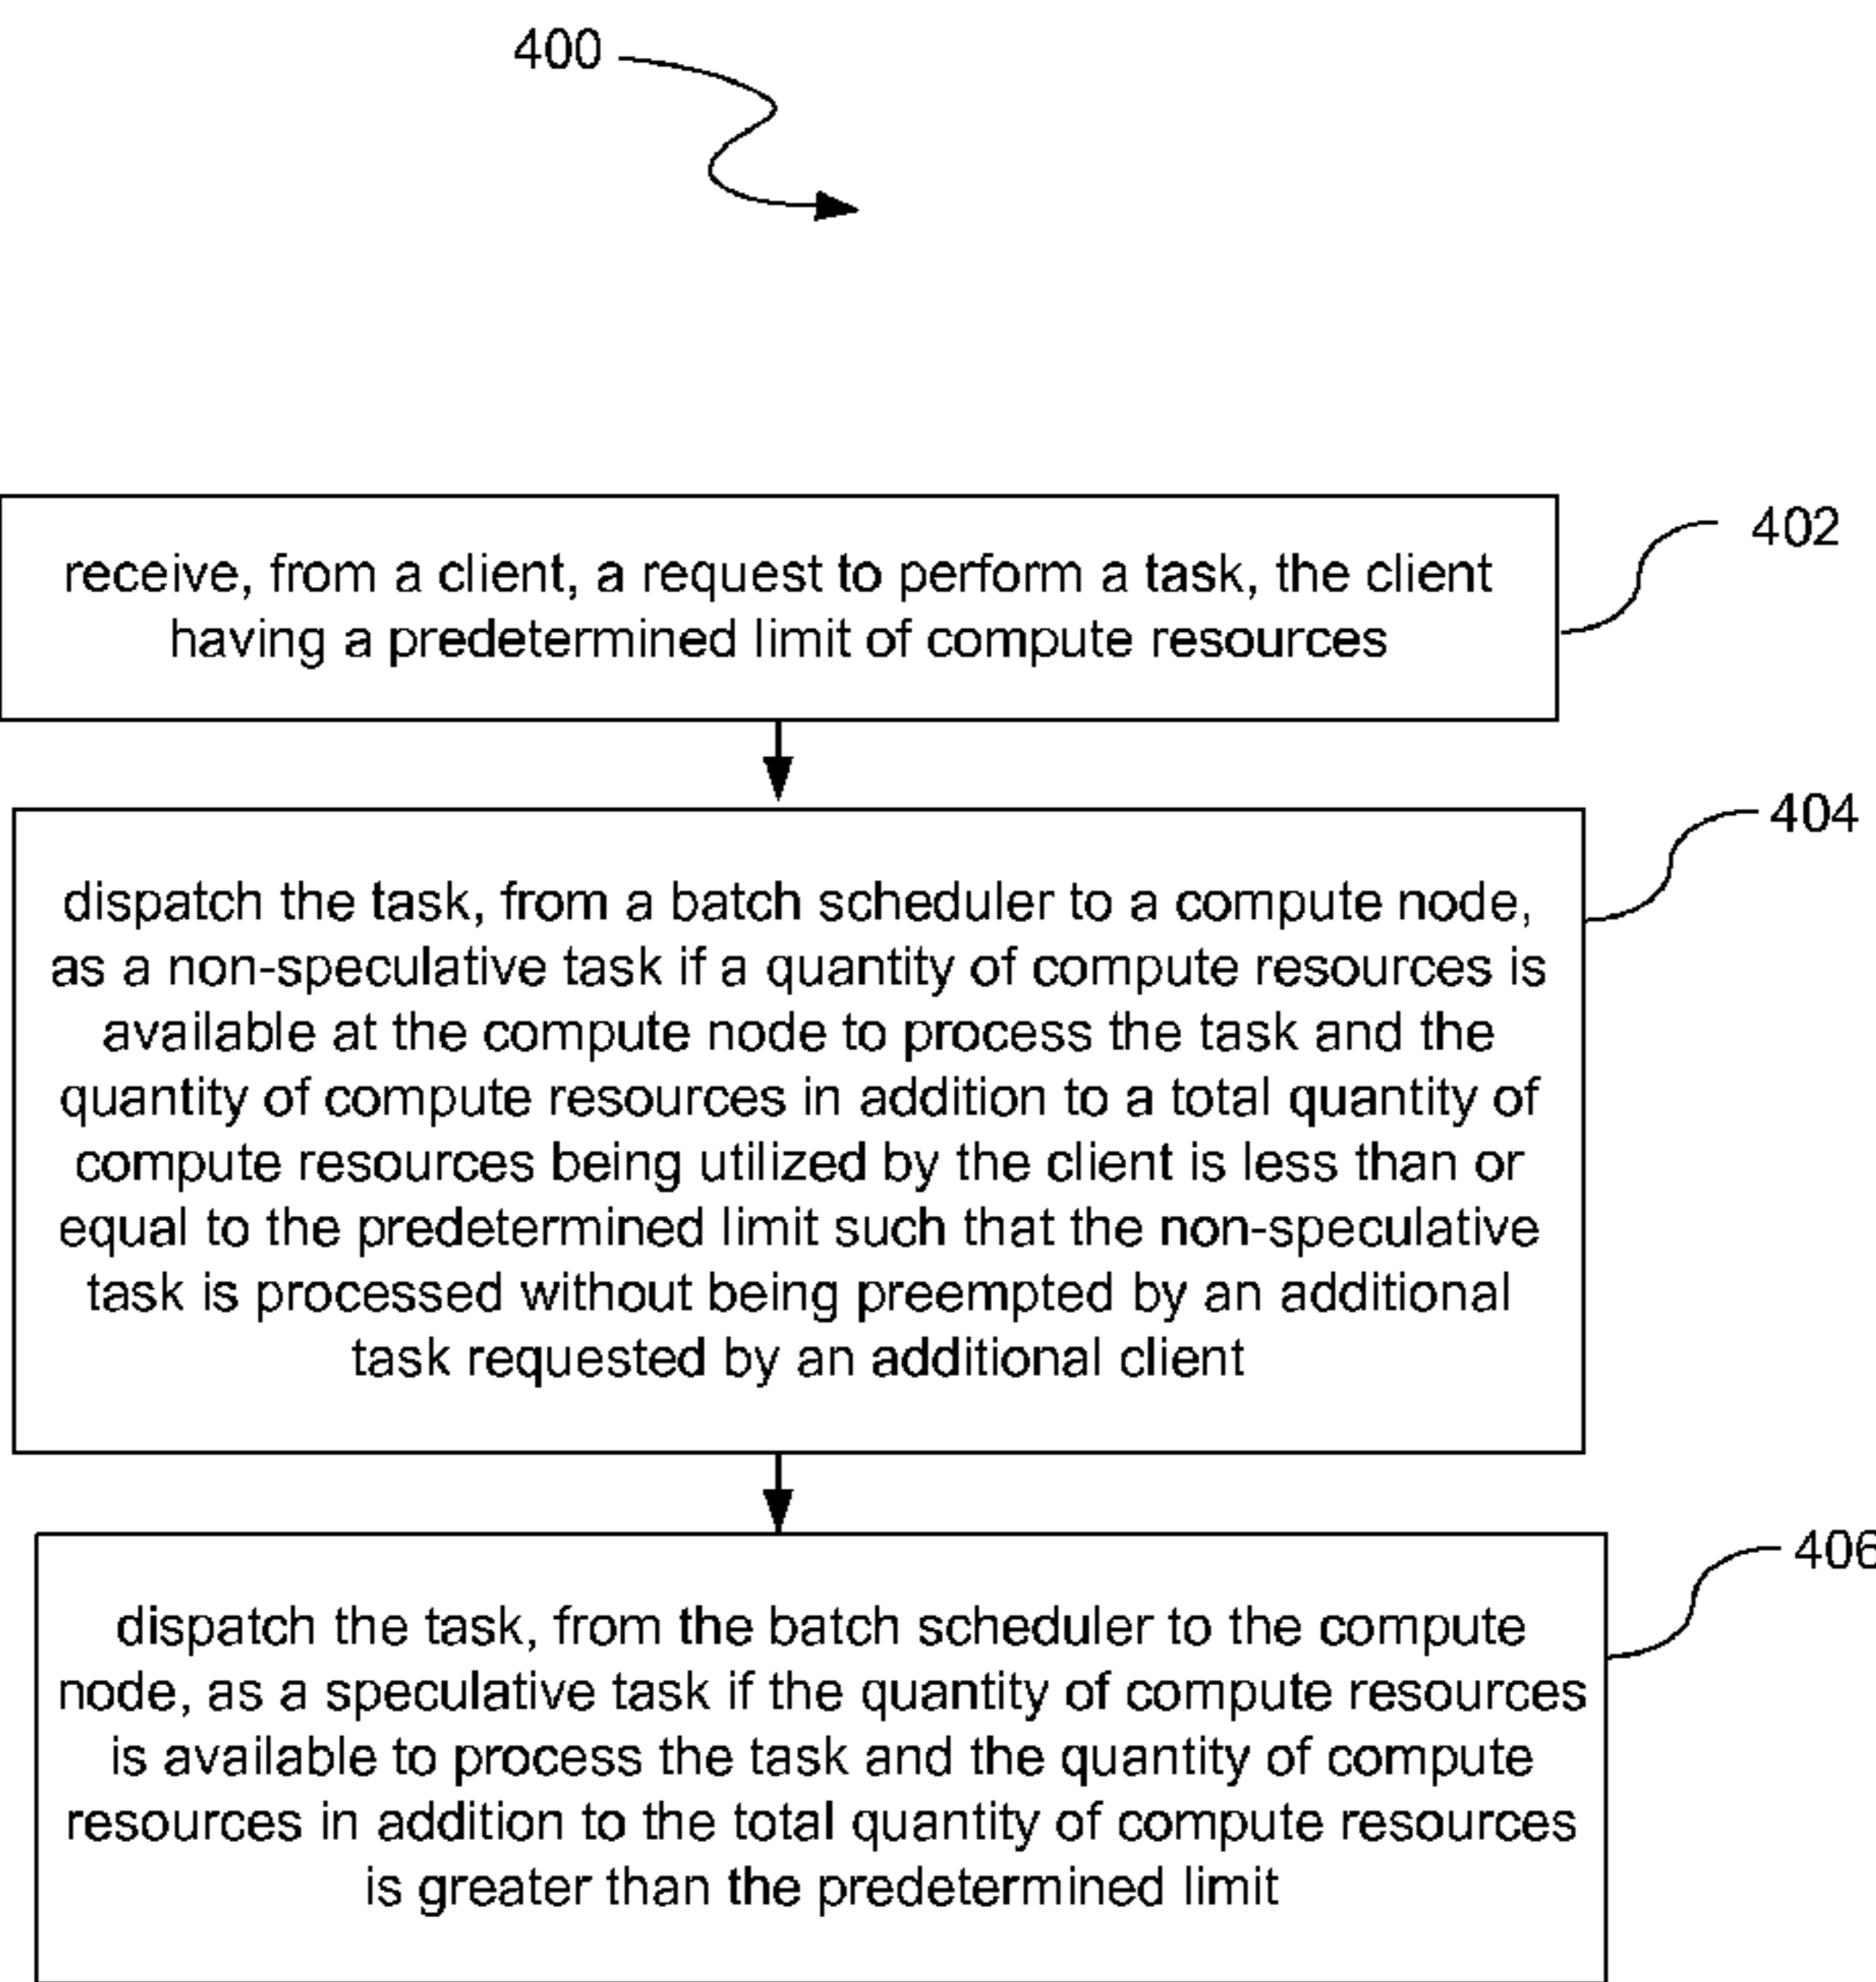 400
402
receive, from a client, a request to perform a task, the client
having a predetermined limit of compute resources
404
dispatch the task, from a batch scheduler to a compute node,
as a non-speculative task if a quantity of compute resources is
available at the compute node to process the task and the
quantity of compute resources in addition to a total quantity of
compute resources being utilized by the client is less than or
equal to the predetermined limit such that the non-speculative
task is processed without being preempted by an additional
task requested by an additional client
406
dispatch the task, from the batch scheduler to the compute
node, as a speculative task if the quantity of compute resources
is available to process the task and the quantity of compute
resources in addition to the total quantity of compute resources
is greater than the predetermined limit